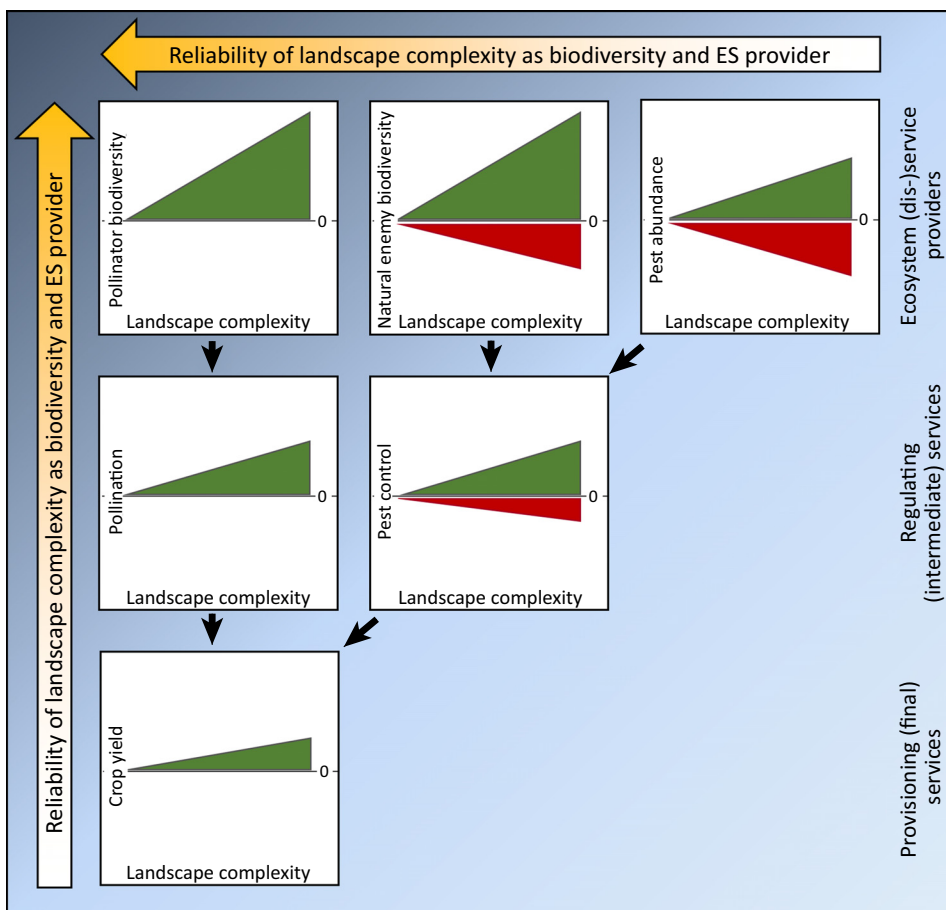 Reliability of landscape complexity as biodiversity and ES provider
Reliability of landscape complexity as biodiversity and ES provider
Pollinator biodiversity
0
Landscape complexity
Natural enemy biodiversity
0
Landscape complexity
Pest abundance
0
Landscape complexity
Ecosystem (dis-)service
providers
Pollination
0
Landscape complexity
Pest control
0
Landscape complexity
Regulating
(intermediate) services
Crop yield
0
Landscape complexity
Provisioning (final)
services